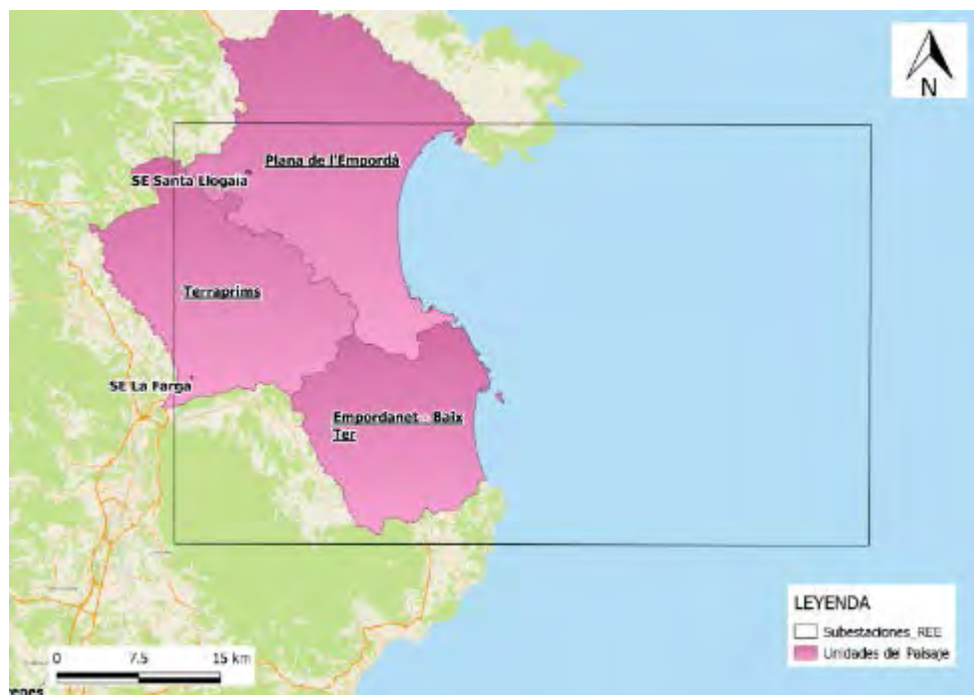 N
Plana de l'Empordá
SE Santa Llogaia
Terraprims
SE La Farga
Empordanet - Baix
Ter
LEYENDA
Subestaciones_REE
Unidades del Paisaje
0 7.5 15 km